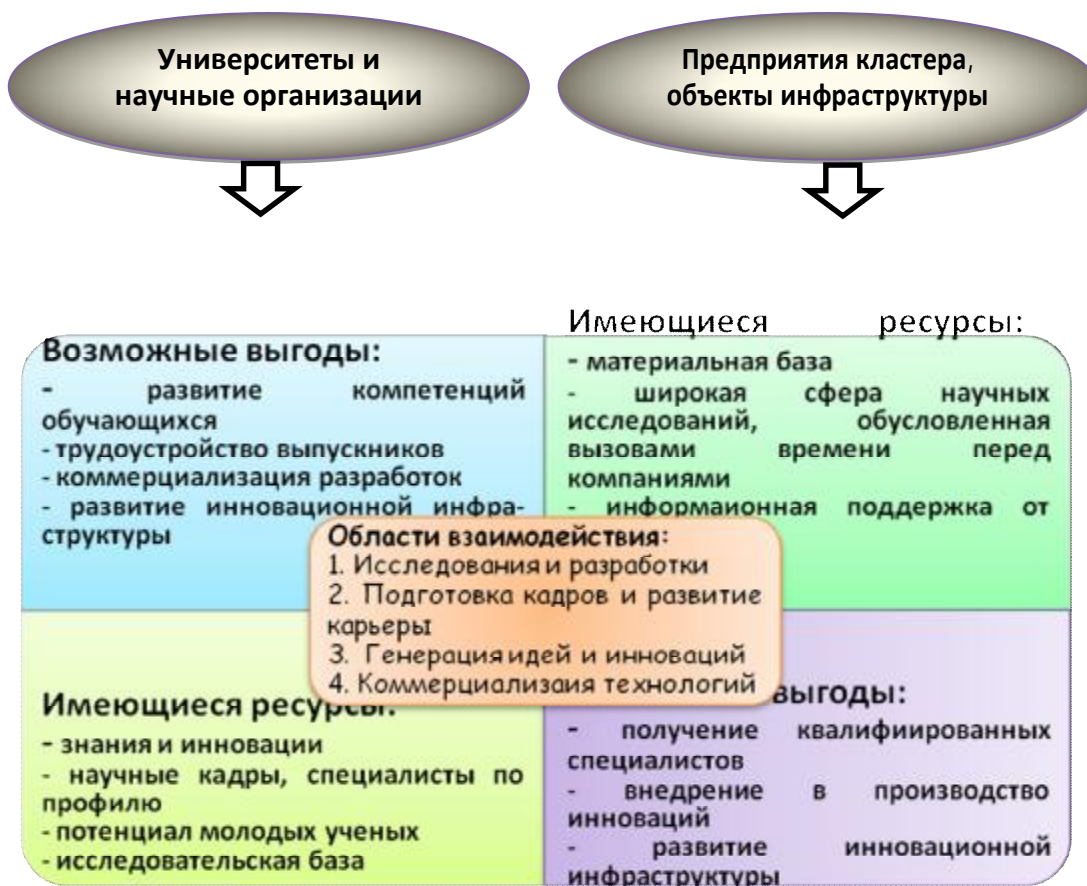 Университеты и
научные организации
Предприятия кластера,
объекты инфраструктуры
Возможные выгоды:
- развитие компетенций
обучающихся
- трудоустройство выпускников
- коммерциализация разработок
- развитие инновационной инфра-
структуры
Имеющиеся ресурсы:
- материальная база
- широкая сфера научных
исследований, обусловленная
вызовами времени перед
компаниями
- информаионная поддержка от
Области взаимодействия:
1. Исследования и разработки
2. Подготовка кадров и развитие
карьеры
3. Генерация идей и инноваций
4. Коммерциализаия технологий
Имеющиеся ресурсы:
- знания и инновации
- научные кадры, специалисты по
профилю
- потенциал молодых ученых
- исследовательская база
выгоды:
- получение квалифиированных
специалистов
- внедрение в производство
инноваций
- развитие инновационной
инфраструктуры